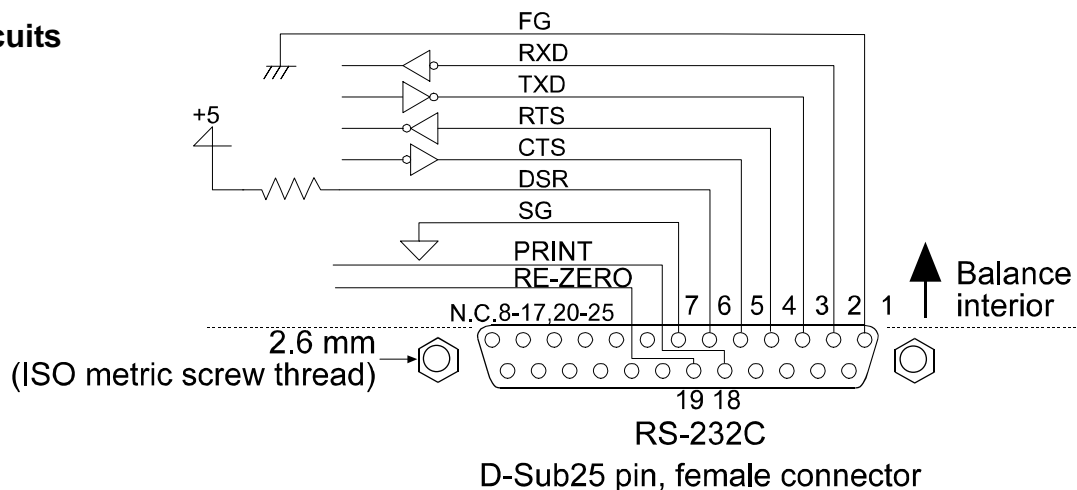 cuits
FG
RXD
TXD
+5
RTS
CTS
DSR
SG
PRINT
RE-ZERO
N.C.8-17,20-25
7 6 5 4 3 2 1
Balance
interior
2.6 mm
(ISO metric screw thread)
19 18
RS-232C
D-Sub25 pin, female connector